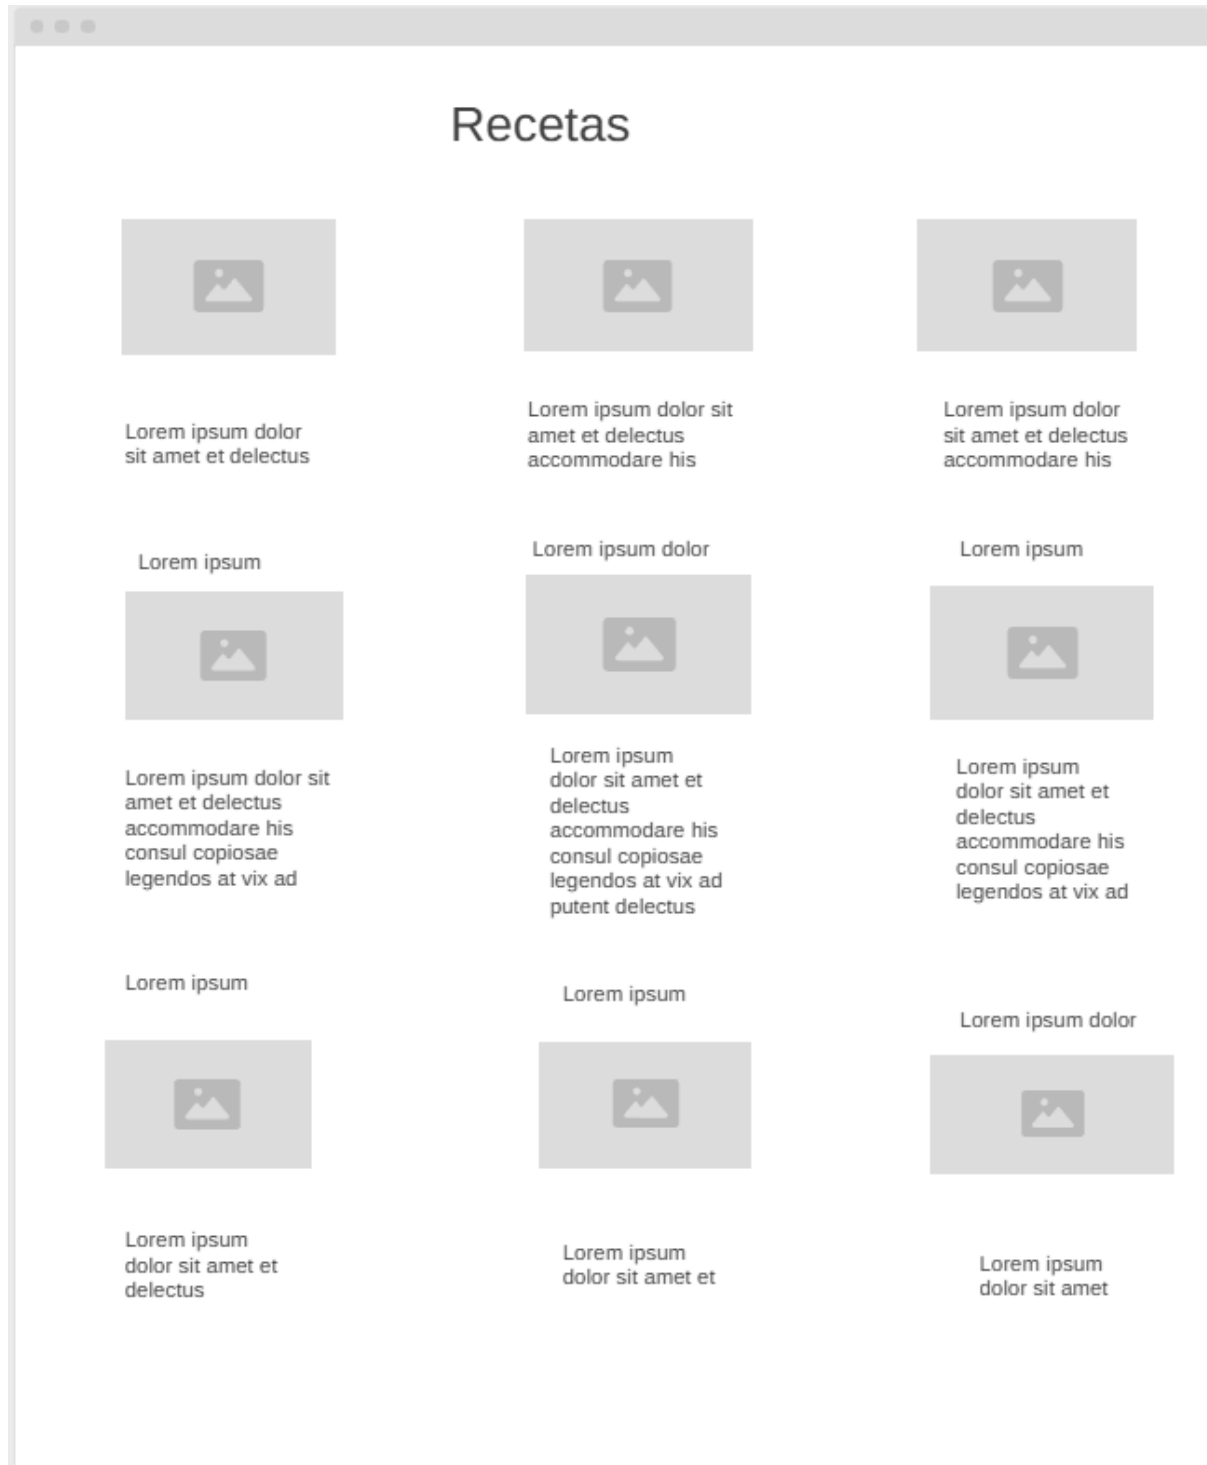 Recetas
Lorem ipsum dolor
sit amet et delectus
Lorem ipsum dolor sit
amet et delectus
accommodare his
Lorem ipsum dolor
sit amet et delectus
accommodare his
Lorem ipsum
Lorem ipsum dolor
Lorem ipsum
Lorem ipsum dolor sit
amet et delectus
accommodare his
consul copiosae
legendos at vix ad
Lorem ipsum
dolor sit amet et
delectus
accommodare his
consul copiosae
legendos at vix ad
putent delectus
Lorem ipsum
dolor sit amet et
delectus
accommodare his
consul copiosae
legendos at vix ad
Lorem ipsum
Lorem ipsum
Lorem ipsum dolor
Lorem ipsum
dolor sit amet et
delectus
Lorem ipsum
dolor sit amet et
Lorem ipsum
dolor sit amet